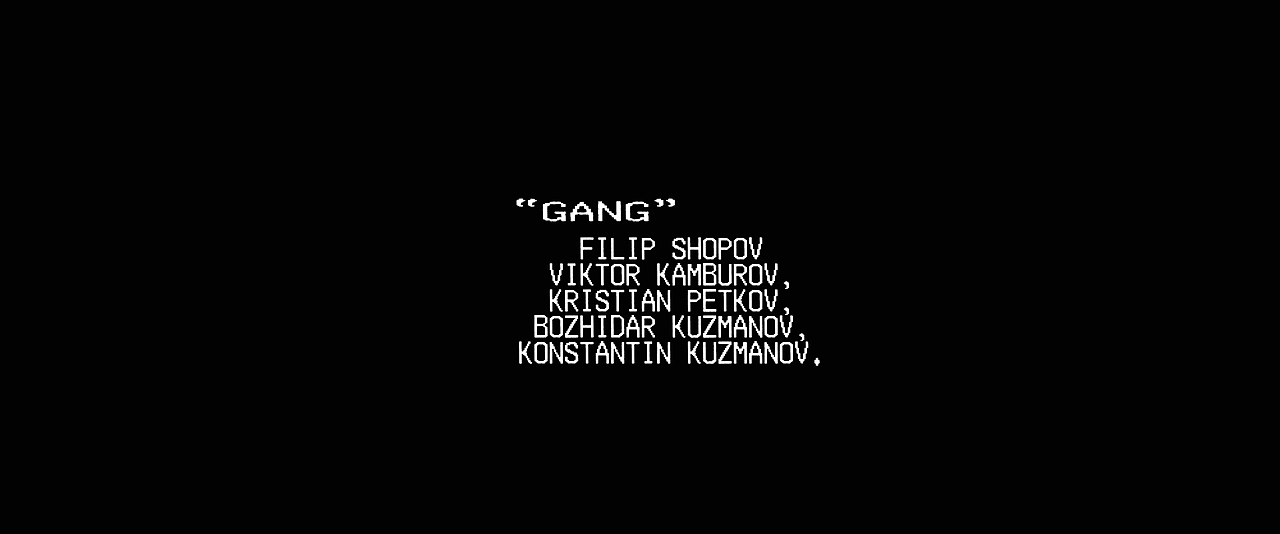 “GANG”
FILIP SHOPOV
VIKTOR KAMBUROV,
KRISTIAN PETKOV,
BOZHIDAR KUZMANOV,
KONSTANTIN KUZMANOV.